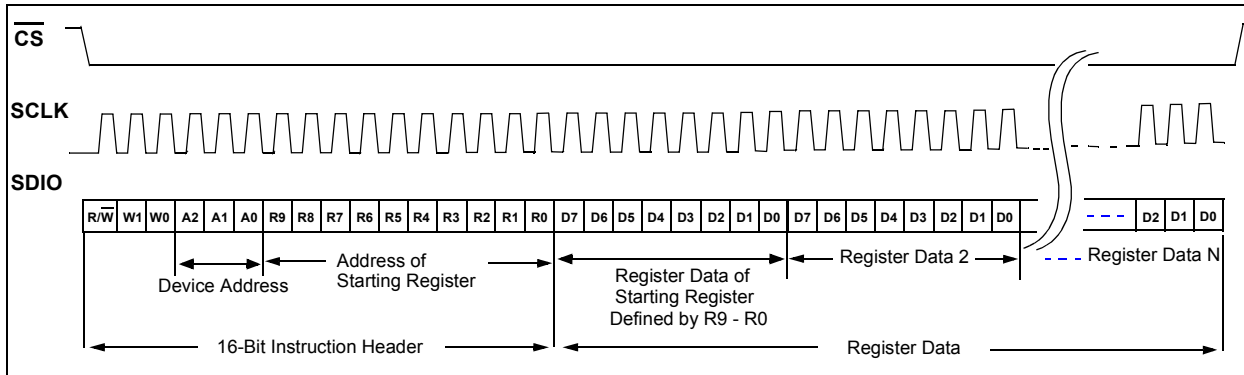 CS
SCLK
SDIO
R/W W1 W0 A2 A1 A0 R9 R8 R7 R6 R5 R4 R3 R2 R1 R0 D7 D6 D5 D4 D3 D2 D1 D0 D7 D6 D5 D4 D3 D2 D1 D0 D2 D1 D0
Device Address
Address of
Starting Register
Register Data of
Starting Register
Defined by R9 - R0
Register Data 2
Register Data N
16-Bit Instruction Header
Register Data